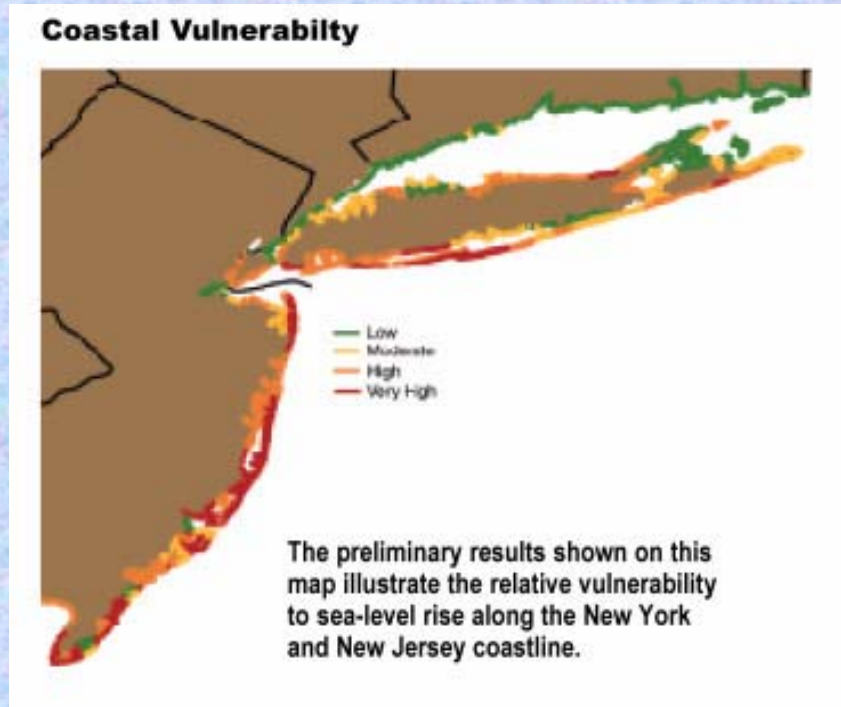 Coastal Vulnerabilty
Low
Moderate
High
Very High
The preliminary results shown on this
map illustrate the relative vulnerability
to sea-level rise along the New York
and New Jersey coastline.